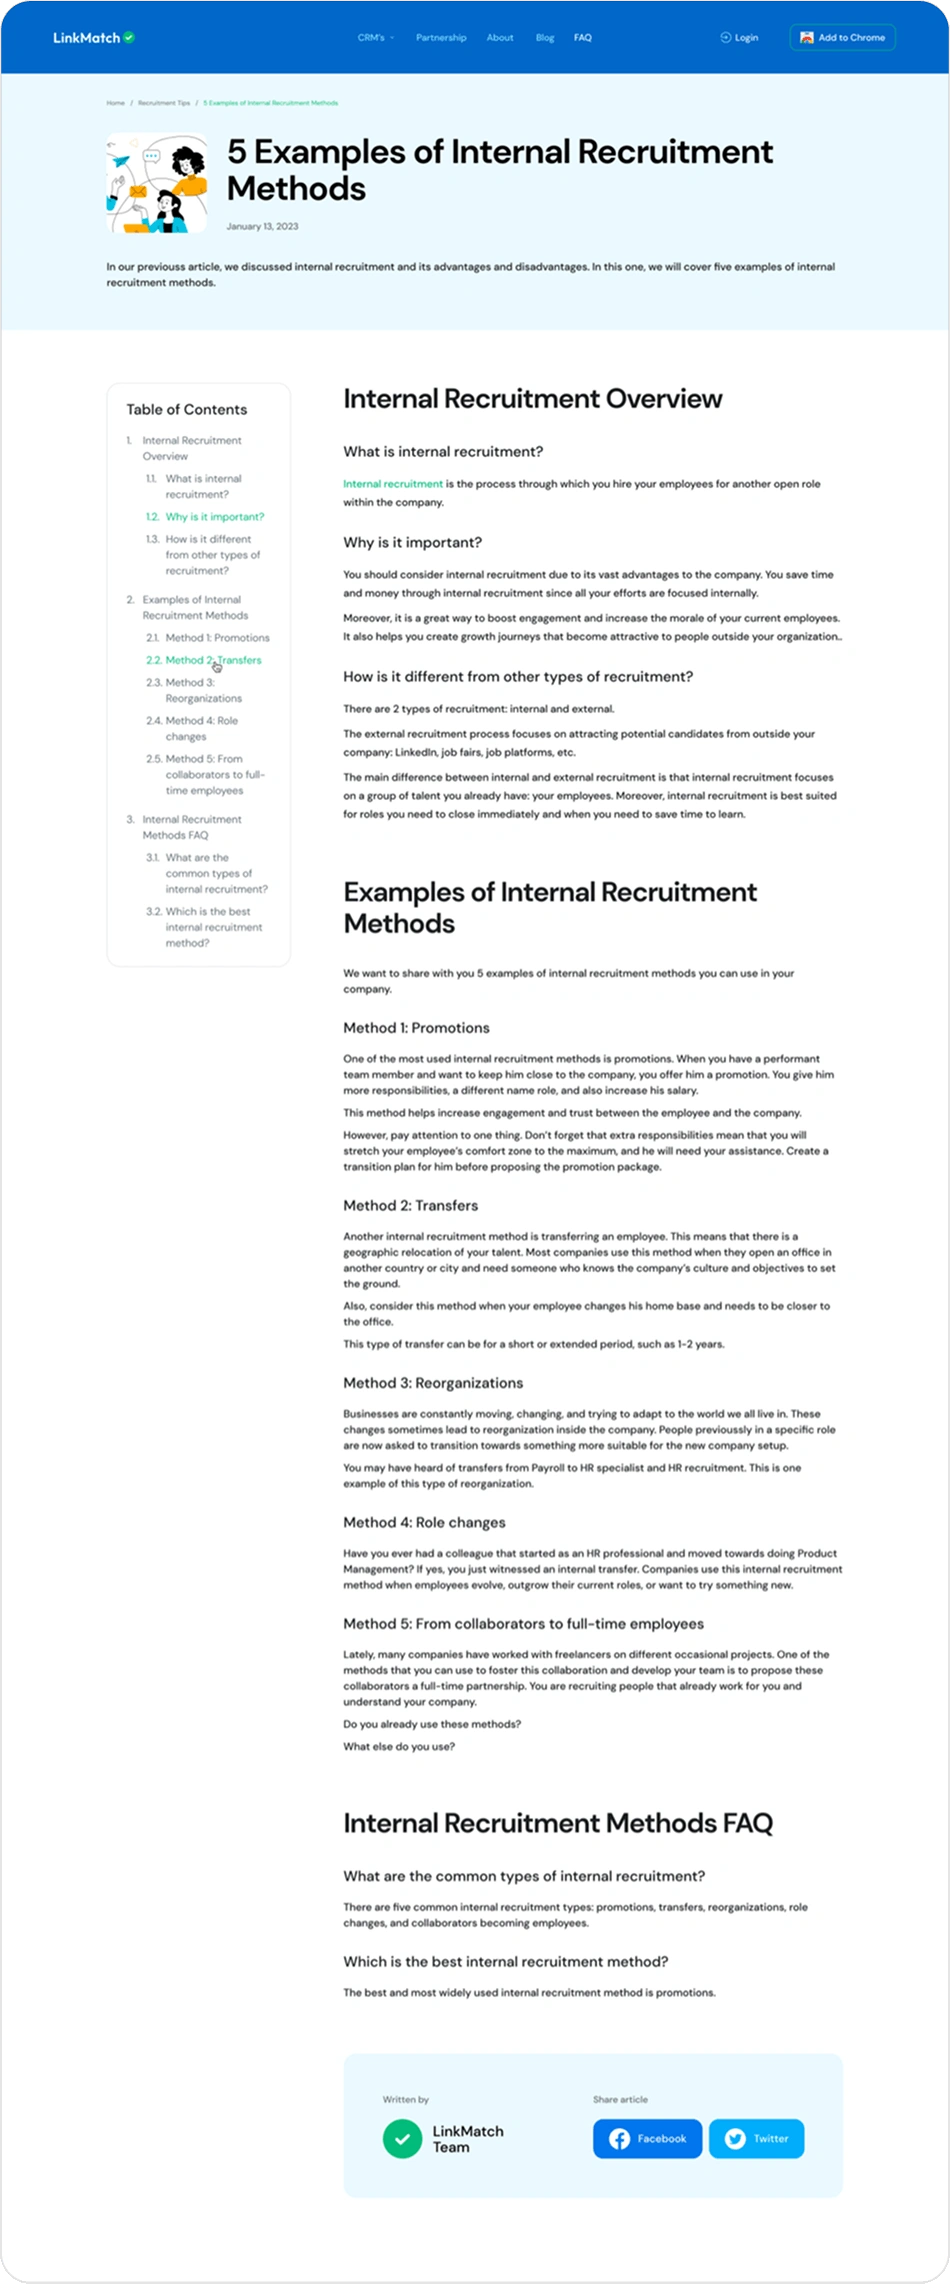 LinkMatch
CRM's
Partnership
About
Blog
FAQ
Login
Add to Chrome
Home / Recruitment Tips / 5 Examples of Internal Recruitment Methods
5 Examples of Internal Recruitment
Methods
January 13, 2023
In our previouss article, we discussed internal recruitment and its advantages and disadvantages. In this one, we will cover five examples of internal
recruitment methods.
Table of Contents
1. Internal Recruitment
Overview
1.1. What is internal
recruitment?
1.2. Why is it important?
1.3. How is it different
from other types of
recruitment?
2. Examples of Internal
Recruitment Methods
2.1. Method 1: Promotions
2.2. Method 2: Transfers
2.3. Method 3:
Reorganizations
2.4. Method 4: Role
changes
2.5. Method 5: From
collaborators to full-
time employees
3. Internal Recruitment
Methods FAQ
3.1. What are the
common types of
internal recruitment?
3.2. Which is the best
internal recruitment
method?
Internal Recruitment Overview
What is internal recruitment?
Internal recruitment is the process through which you hire your employees for another open role
within the company.
Why is it important?
You should consider internal recruitment due to its vast advantages to the company. You save time
and money through internal recruitment since all your efforts are focused internally.
Moreover, it is a great way to boost engagement and increase the morale of your current employees.
It also helps you create growth journeys that become attractive to people outside your organization..
How is it different from other types of recruitment?
There are 2 types of recruitment: internal and external.
The external recruitment process focuses on attracting potential candidates from outside your
company: LinkedIn, job fairs, job platforms, etc.
The main difference between internal and external recruitment is that internal recruitment focuses
on a group of talent you already have: your employees. Moreover, internal recruitment is best suited
for roles you need to close immediately and when you need to save time to learn.
Examples of Internal Recruitment
Methods
We want to share with you 5 examples of internal recruitment methods you can use in your
company.
Method 1: Promotions
One of the most used internal recruitment methods is promotions. When you have a performant
team member and want to keep him close to the company, you offer him a promotion. You give him
more responsibilities, a different name role, and also increase his salary.
This method helps increase engagement and trust between the employee and the company.
However, pay attention to one thing. Don't forget that extra responsibilities mean that you will
stretch your employee's comfort zone to the maximum, and he will need your assistance. Create a
transition plan for him before proposing the promotion package.
Method 2: Transfers
Another internal recruitment method is transferring an employee. This means that there is a
geographic relocation of your talent. Most companies use this method when they open an office in
another country or city and need someone who knows the company's culture and objectives to set
the ground.
Also, consider this method when your employee changes his home base and needs to be closer to
the office.
This type of transfer can be for a short or extended period, such as 1-2 years.
Method 3: Reorganizations
Businesses are constantly moving, changing, and trying to adapt to the world we all live in. These
changes sometimes lead to reorganization inside the company. People previoussly in a specific role
are now asked to transition towards something more suitable for the new company setup.
You may have heard of transfers from Payroll to HR specialist and HR recruitment. This is one
example of this type of reorganization.
Method 4: Role changes
Have you ever had a colleague that started as an HR professional and moved towards doing Product
Management? If yes, you just witnessed an internal transfer. Companies use this internal recruitment
method when employees evolve, outgrow their current roles, or want to try something new.
Method 5: From collaborators to full-time employees
Lately, many companies have worked with freelancers on different occasional projects. One of the
methods that you can use to foster this collaboration and develop your team is to propose these
collaborators a full-time partnership. You are recruiting people that already work for you and
understand your company.
Do you already use these methods?
What else do you use?
Internal Recruitment Methods FAQ
What are the common types of internal recruitment?
There are five common internal recruitment types: promotions, transfers, reorganizations, role
changes, and collaborators becoming employees.
Which is the best internal recruitment method?
The best and most widely used internal recruitment method is promotions.
Written by
LinkMatch
Team
Share article
Facebook
Twitter